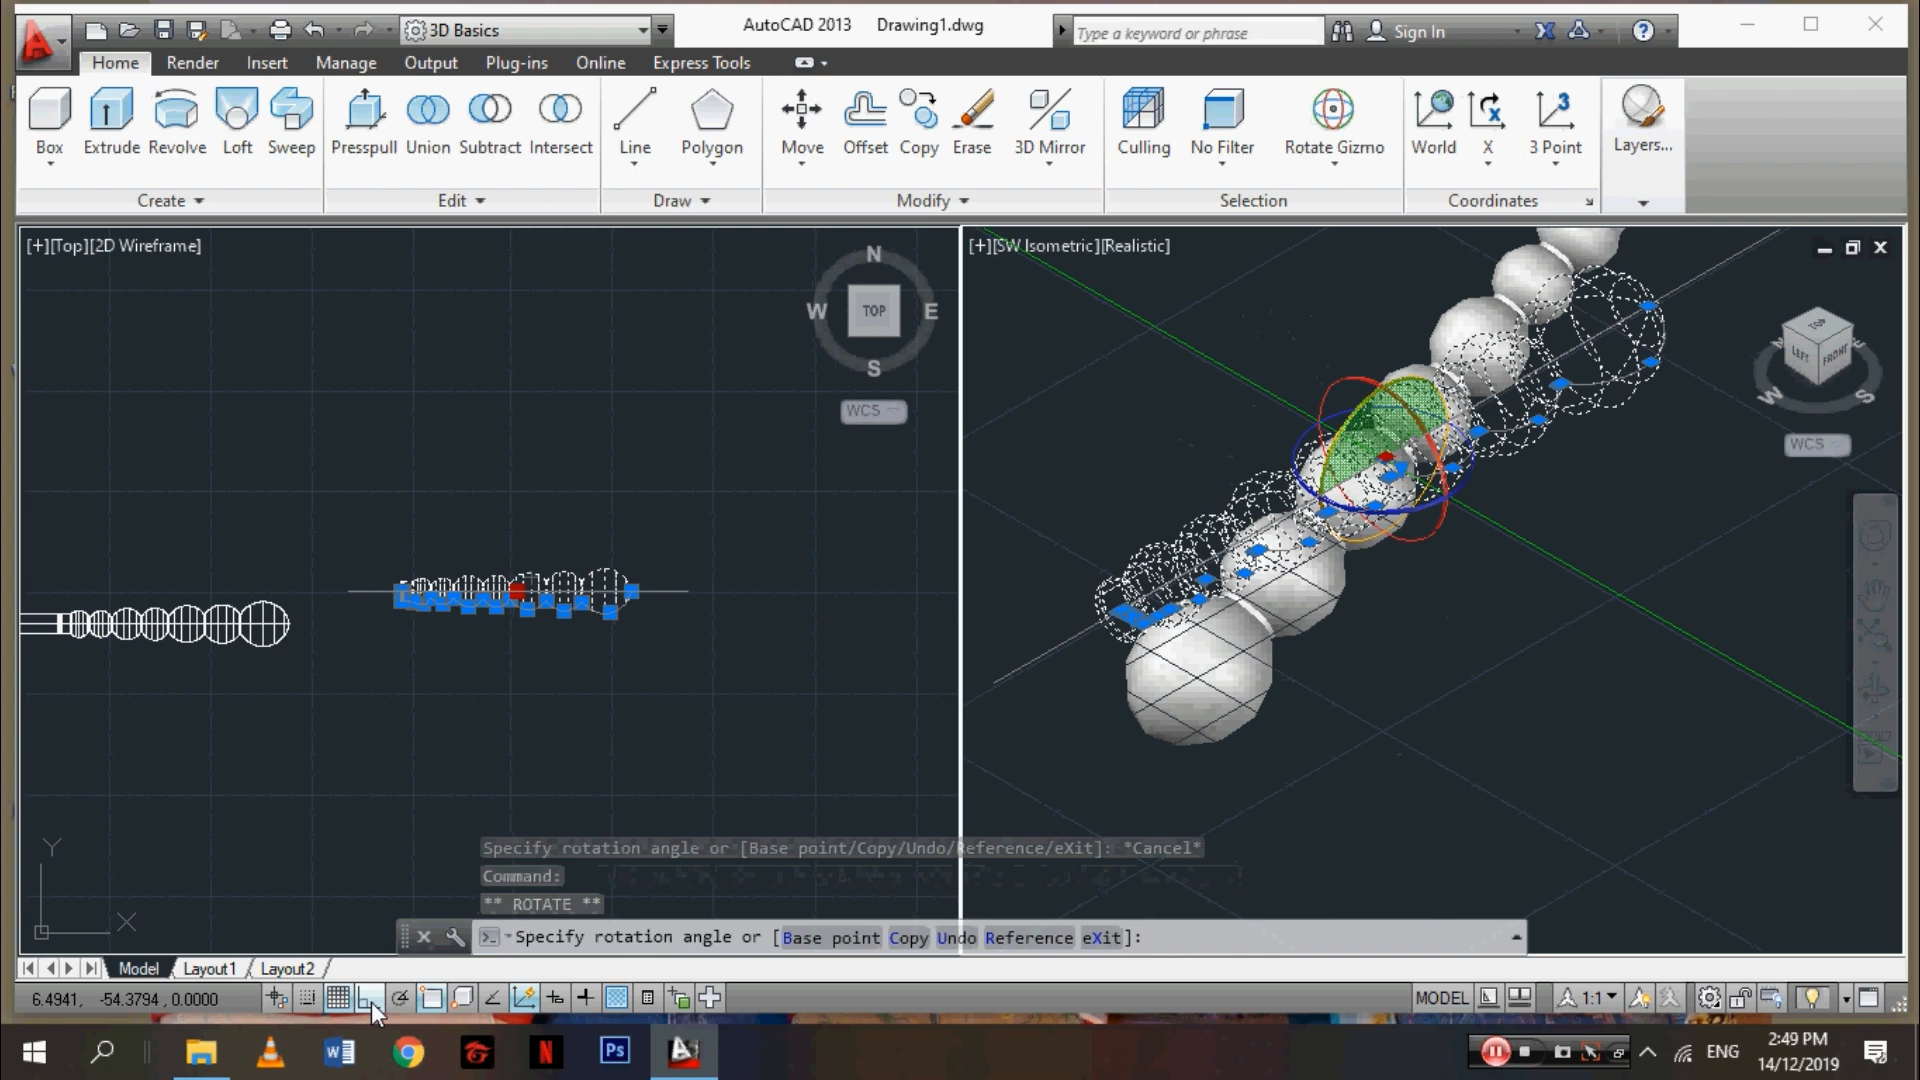 3D Basics
AutoCAD 2013 Drawing1.dwg
Type a keyword or phrase
Sign In
Home Render Insert Manage Output Plug-ins Online Express Tools
Box Extrude Revolve Loft Sweep Presspull Union Subtract Intersect Line Polygon Move Offset Copy Erase 3D Mirror Culling No Filter Rotate Gizmo World X 3 Point Layers...
Create Edit Draw Modify Selection Coordinates
[+][Top][2D Wireframe]
N
W TOP E
S
WCS
[+][SW Isometric][Realistic]
TOP
LEFT FRONT
W S
WCS
Y
X
Specify rotation angle or [Base point/Copy/Undo/Reference/eXit]: *Cancel*
Command:
** ROTATE **
Specify rotation angle or [Base point Copy Undo Reference eXit]:
Model Layout1 Layout2
6.4941, -54.3794 , 0.0000
MODEL
1:1
W
N
Ps
ENG
2:49 PM
14/12/2019